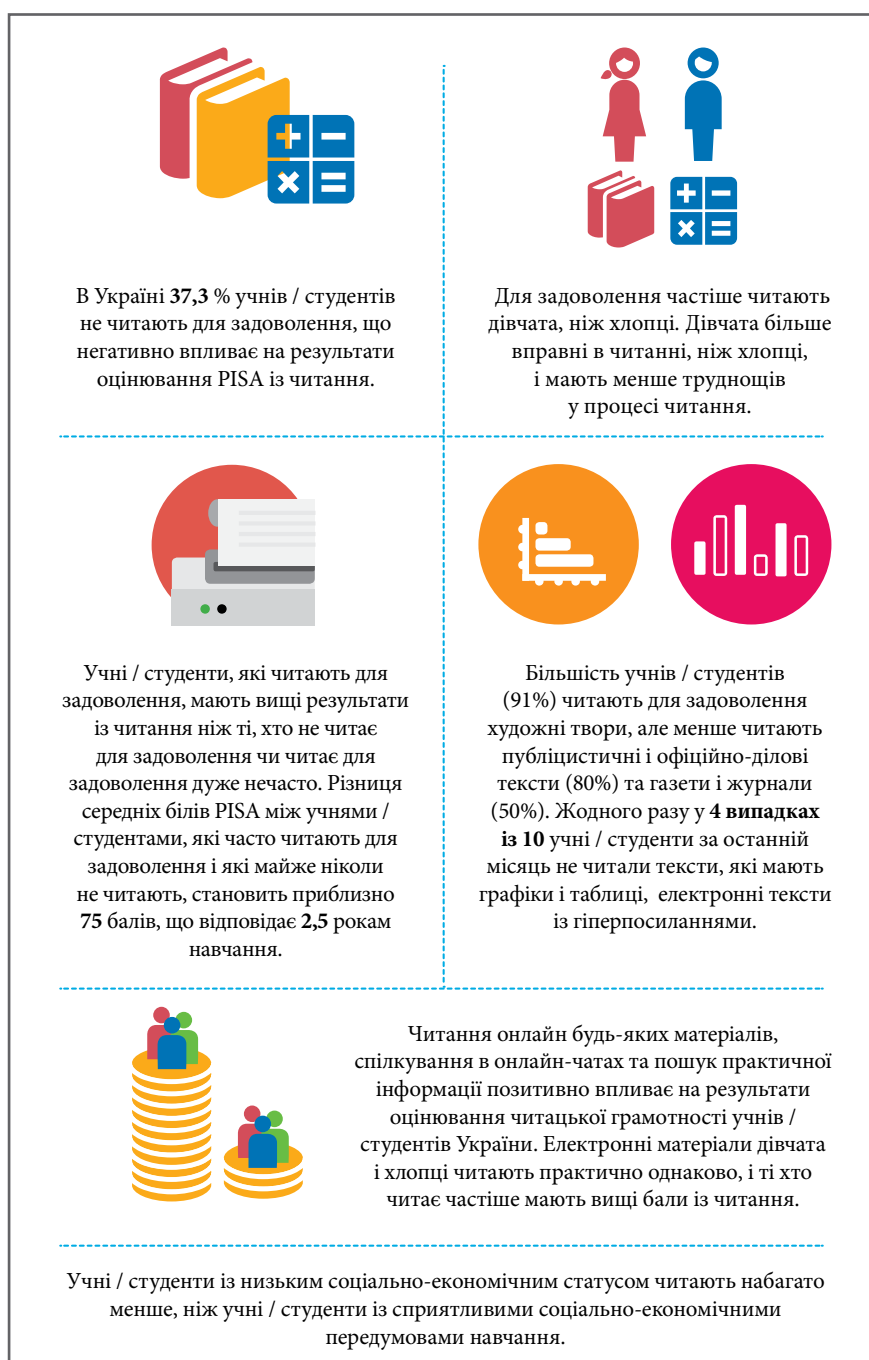 В Україні 37,3 % учнів / студентів
не читають для задоволення, що
негативно впливає на результати
оцінювання PISA із читання.
Для задоволення частіше читають
дівчата, ніж хлопці. Дівчата більше
вправні в читанні, ніж хлопці,
і мають менше труднощів
у процесі читання.
Учні / студенти, які читають для
задоволення, мають вищі результати
із читання ніж ті, хто не читає
для задоволення чи читає для
задоволення дуже нечасто. Різниця
середніх білів PISA між учнями /
студентами, які часто читають для
задоволення і які майже ніколи
не читають, становить приблизно
75 балів, що відповідає 2,5 рокам
навчання.
Більшість учнів / студентів
(91%) читають для задоволення
художні твори, але менше читають
публіцистичні і офіційно-ділові
тексти (80%) та газети і журнали
(50%). Жодного разу у 4 випадках
із 10 учні / студенти за останній
місяць не читали тексти, які мають
графіки і таблиці, електронні тексти
із гіперпосиланнями.
Читання онлайн будь-яких матеріалів,
спілкування в онлайн-чатах та пошук практичної
інформації позитивно впливає на результати
оцінювання читацької грамотності учнів /
студентів України. Електронні матеріали дівчата
і хлопці читають практично однаково, і ті хто
читає частіше мають вищі бали із читання.
Учні / студенти із низьким соціально-економічним статусом читають набагато
менше, ніж учні / студенти із сприятливими соціально-економічними
передумовами навчання.